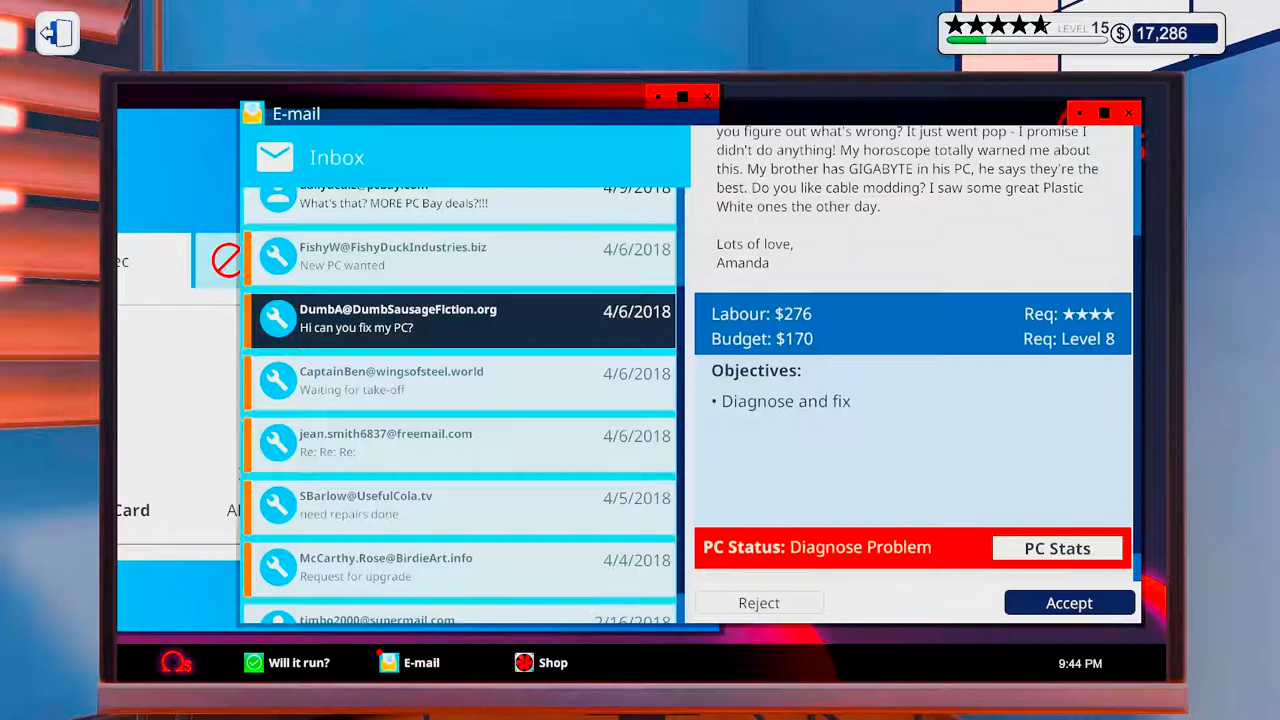 LEVEL 15
$ 17,286
E-mail
Inbox
4/9/2018
What's that? MORE PC Bay deals?!!!
FishyW@FishyDuckIndustries.biz
4/6/2018
New PC wanted
DumbA@DumbSausageFiction.org
4/6/2018
Hi can you fix my PC?
CaptainBen@wingsofsteel.world
4/6/2018
Waiting for take-off
jean.smith6837@freemail.com
4/6/2018
Re: Re: Re:
SBarlow@UsefulCola.tv
4/5/2018
need repairs done
McCarthy.Rose@BirdieArt.info
4/4/2018
Request for upgrade
timbo2000@supermail.com
2/16/2018
you figure out what's wrong? It just went pop - I promise I
didn't do anything! My horoscope totally warned me about
this. My brother has GIGABYTE in his PC, he says they're the
best. Do you like cable modding? I saw some great Plastic
White ones the other day.
Lots of love,
Amanda
Labour: $276
Req: ★★★★
Budget: $170
Req: Level 8
Objectives:
• Diagnose and fix
PC Status: Diagnose Problem
PC Stats
Reject
Accept
ec
Card
Will it run?
E-mail
Shop
9:44 PM